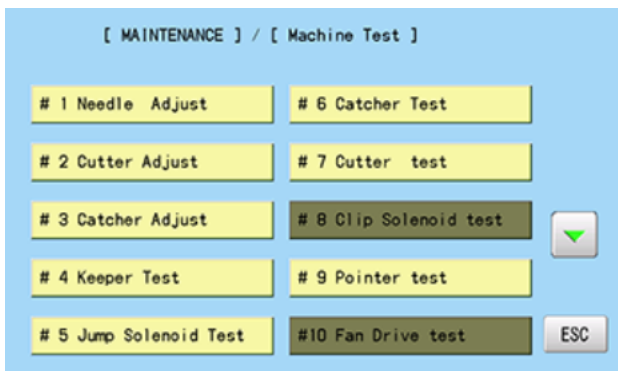 [ MAINTENANCE ] / [ Machine Test ]
# 1 Needle Adjust
# 2 Cutter Adjust
# 3 Catcher Adjust
# 4 Keeper Test
# 5 Jump Solenoid Test
# 6 Catcher Test
# 7 Cutter test
# 8 Clip Solenoid test
# 9 Pointer test
#10 Fan Drive test
ESC